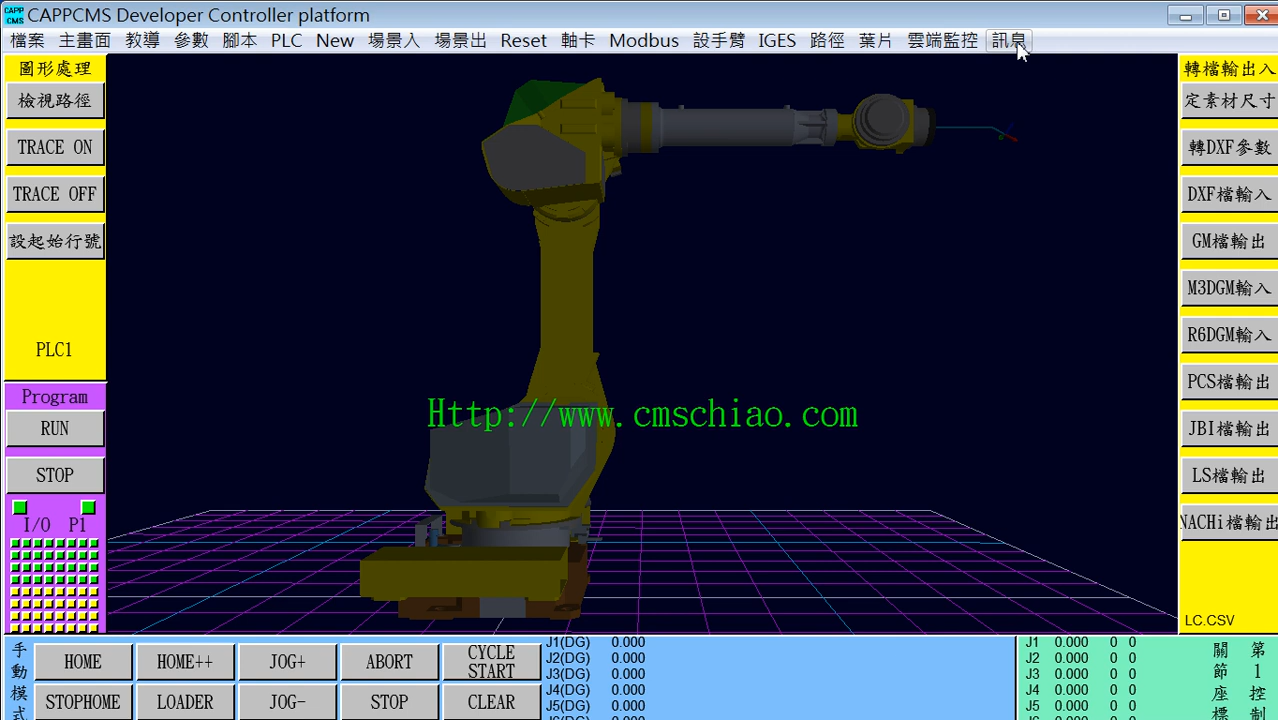 CAPP CMS CAPPCMS Developer Controller platform
檔案 主畫面 教導 參數 腳本 PLC New 場景入 場景出 Reset 軸卡 Modbus 設手臂 IGES 路徑 葉片 雲端監控 訊息
圖形處理
檢視路徑
TRACE ON
TRACE OFF
設起始行號
PLC1
Program
RUN
STOP
I/O P1
Http://www.cmschiao.com
轉檔輸出入
定素材尺寸
轉DXF參數
DXF檔輸入
GM檔輸出
M3DGM輸入
R6DGM輸入
PCS檔輸出
JBI檔輸出
LS檔輸出
NACHi檔輸出
LC.CSV
手動模式
HOME HOME++ JOG+ ABORT CYCLE START
STOPHOME LOADER JOG- STOP CLEAR
J1(DG) 0.000
J2(DG) 0.000
J3(DG) 0.000
J4(DG) 0.000
J5(DG) 0.000
J6(DG) 0.000
J1 0.000 0 0
J2 0.000 0 0
J3 0.000 0 0
J4 0.000 0 0
J5 0.000 0 0
J6 0.000 0 0
關節座標
第1控制